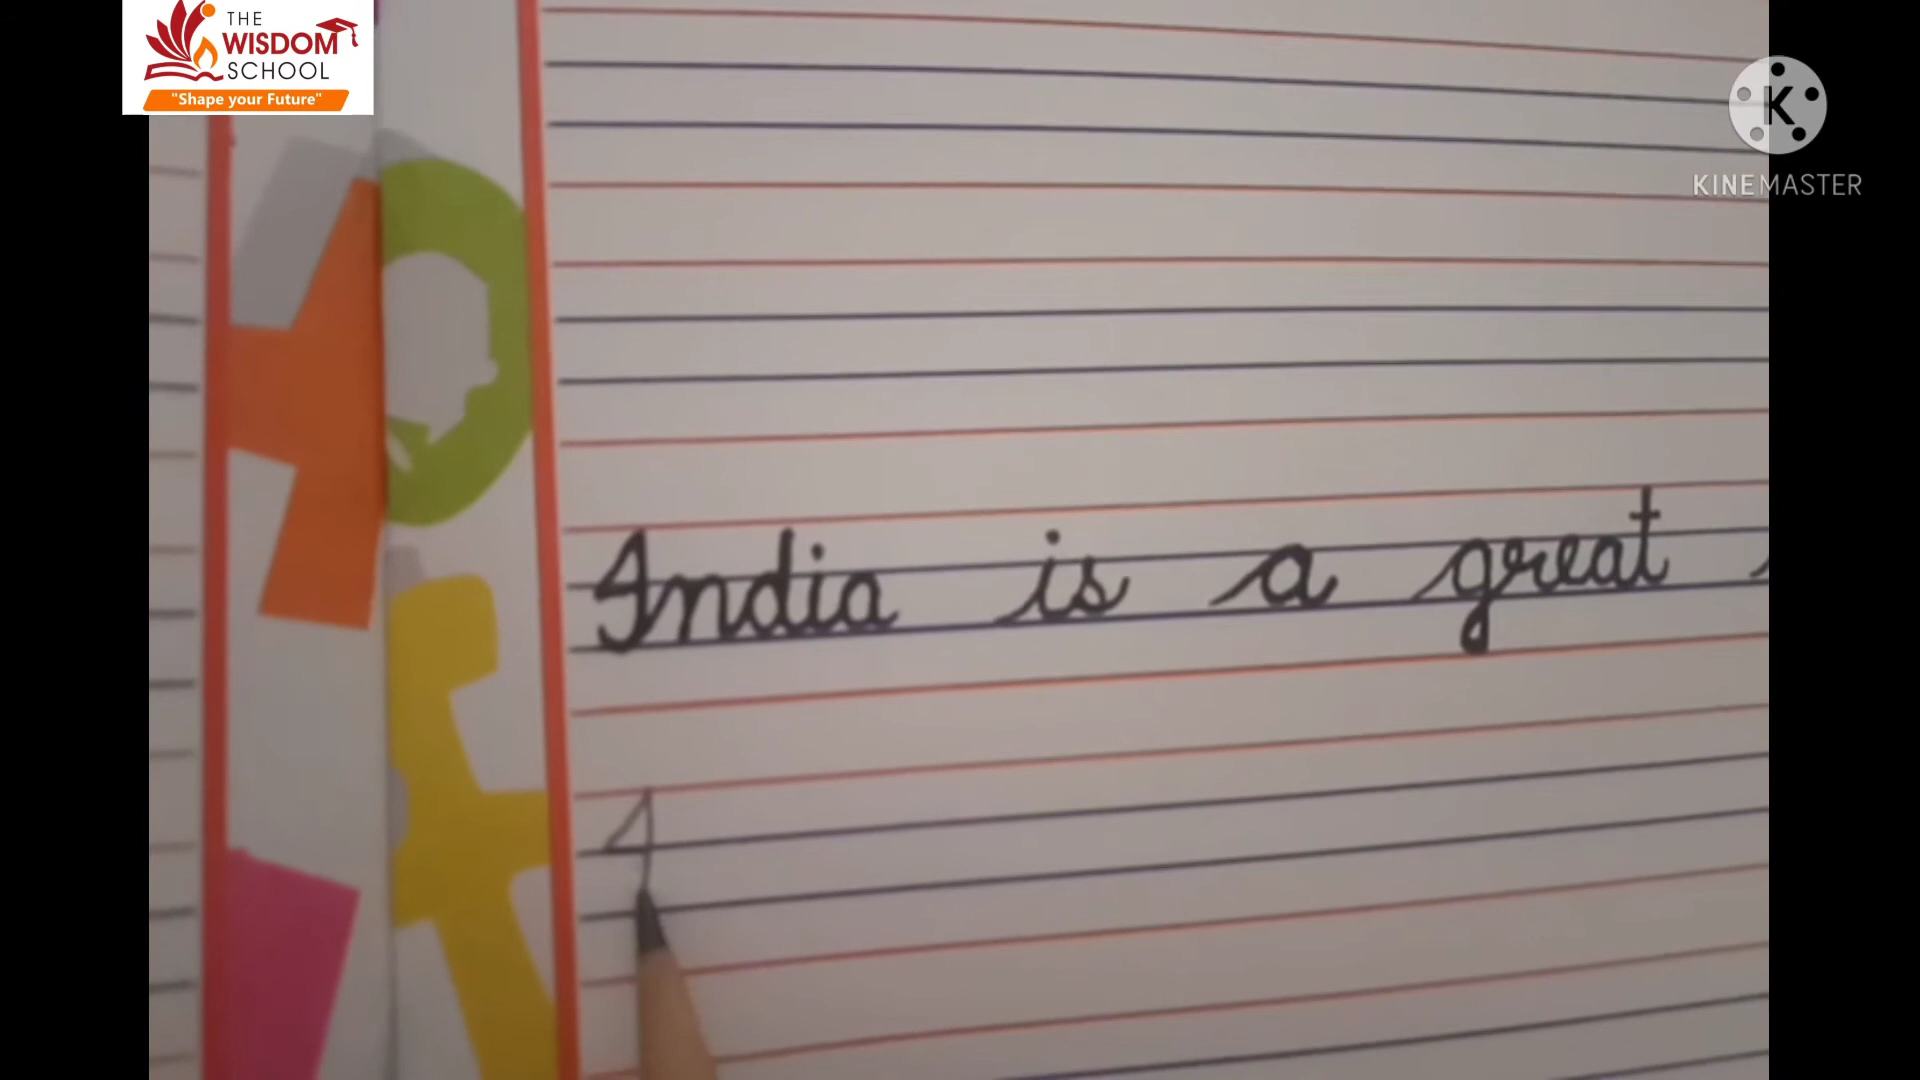 THE
WISDOM
SCHOOL
"Shape your Future"
K
KINEMASTER
India is a great